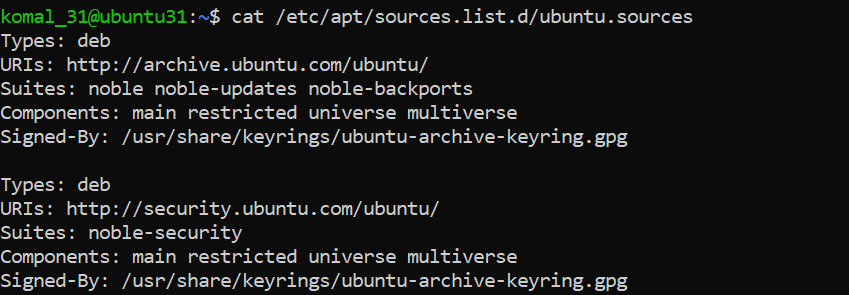 komal_31@ubuntu31:~$ cat /etc/apt/sources.list.d/ubuntu.sources
Types: deb
URIs: http://archive.ubuntu.com/ubuntu/
Suites: noble noble-updates noble-backports
Components: main restricted universe multiverse
Signed-By: /usr/share/keyrings/ubuntu-archive-keyring.gpg

Types: deb
URIs: http://security.ubuntu.com/ubuntu/
Suites: noble-security
Components: main restricted universe multiverse
Signed-By: /usr/share/keyrings/ubuntu-archive-keyring.gpg